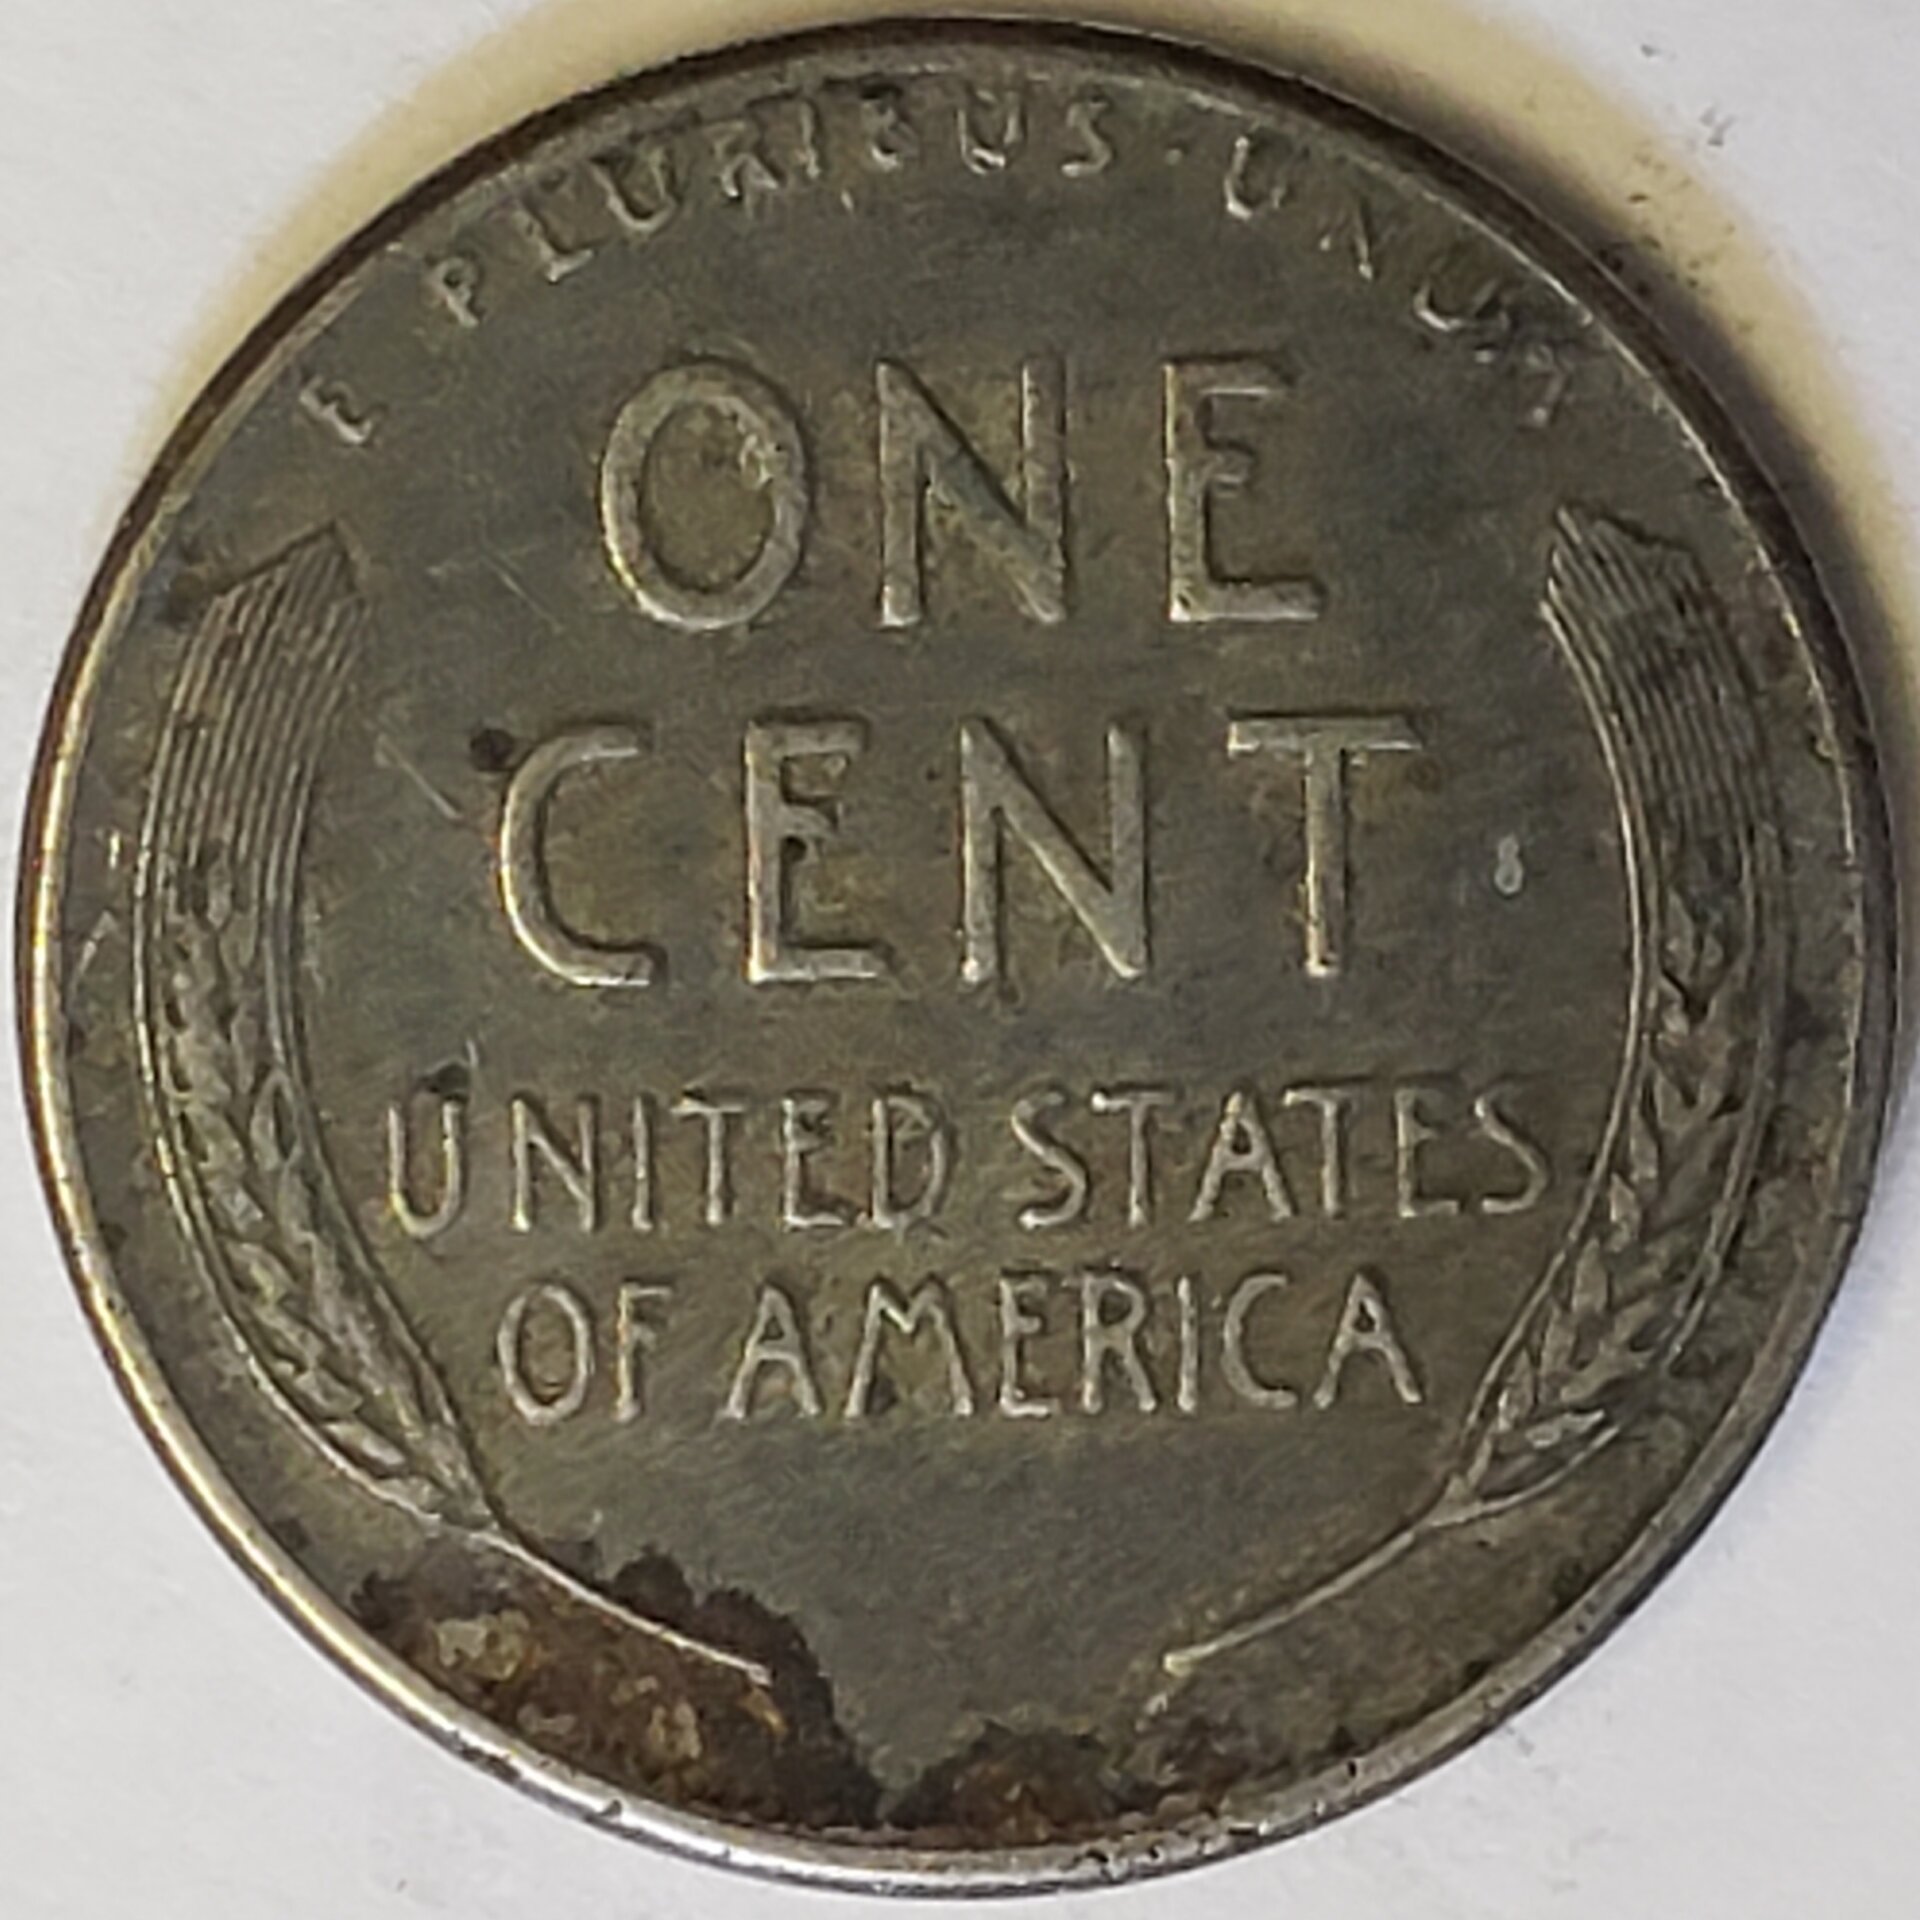 E PLURIBUS · UNUM
ONE
CENT
UNITED STATES
OF AMERICA